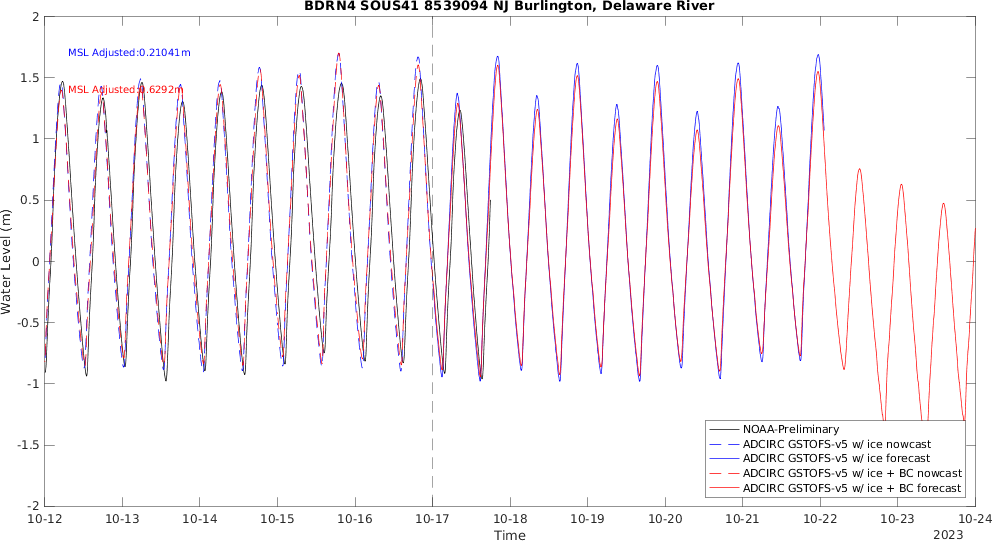 BDRN4 SOUS41 8539094 NJ Burlington, Delaware River
MSL Adjusted:0.21041m
MSL Adjusted:0.6292m
Water Level (m)
2
1.5
1
0.5
0
-0.5
-1
-1.5
-2
NOAA-Preliminary
ADCIRC GSTOFS-v5 w/ ice nowcast
ADCIRC GSTOFS-v5 w/ ice forecast
ADCIRC GSTOFS-v5 w/ ice + BC nowcast
ADCIRC GSTOFS-v5 w/ ice + BC forecast
10-12 10-13 10-14 10-15 10-16 10-17 10-18 10-19 10-20 10-21 10-22 10-23 10-24
Time
2023